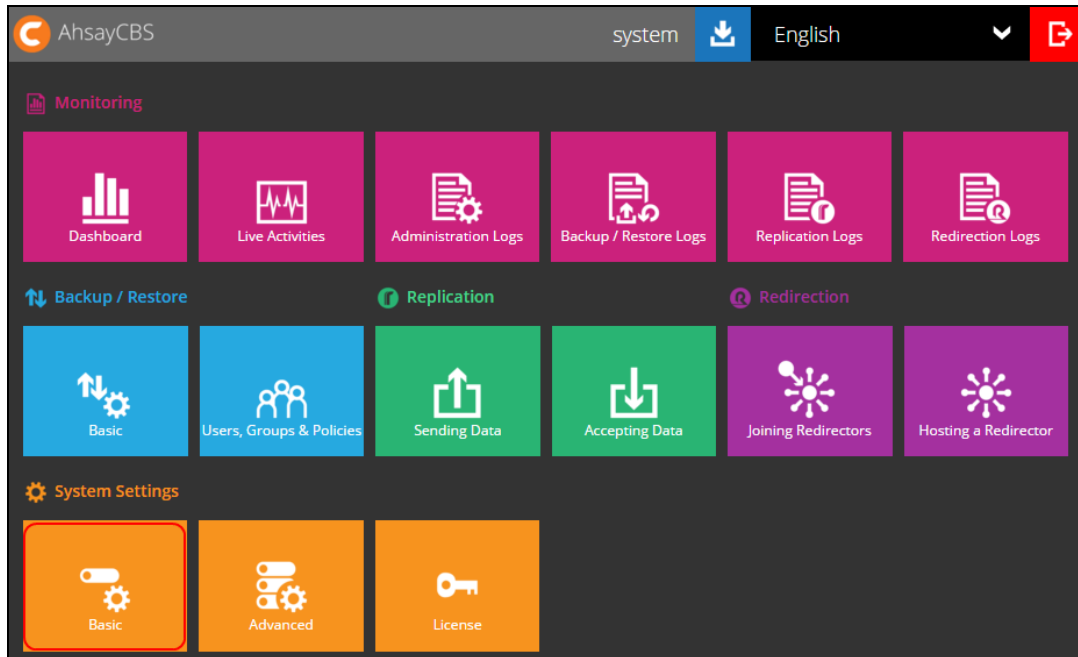 AhsayCBS system English
Monitoring
Dashboard Live Activities Administration Logs Backup / Restore Logs Replication Logs Redirection Logs
Backup / Restore Replication Redirection
Basic Users, Groups & Policies Sending Data Accepting Data Joining Redirectors Hosting a Redirector
System Settings
Basic Advanced License